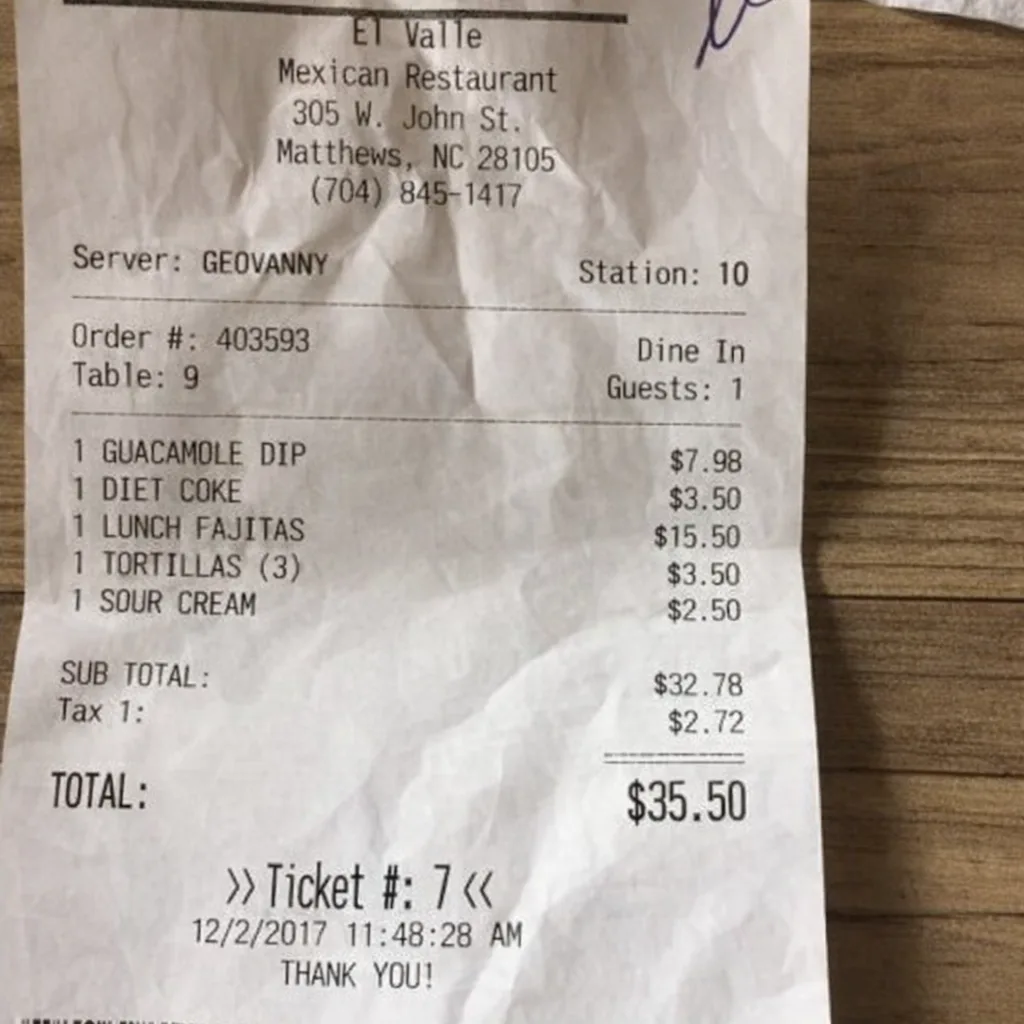 El Valle
Mexican Restaurant
305 W. John St.
Matthews, NC 28105
(704) 845-1417
Server: GEOVANNY Station: 10
Order #: 403593 Dine In
Table: 9 Guests: 1
1 GUACAMOLE DIP $7.98
1 DIET COKE $3.50
1 LUNCH FAJITAS $15.50
1 TORTILLAS (3) $3.50
1 SOUR CREAM $2.50
SUB TOTAL: $32.78
Tax 1: $2.72
TOTAL: $35.50
>> Ticket #: 7 <<
12/2/2017 11:48:28 AM
THANK YOU!